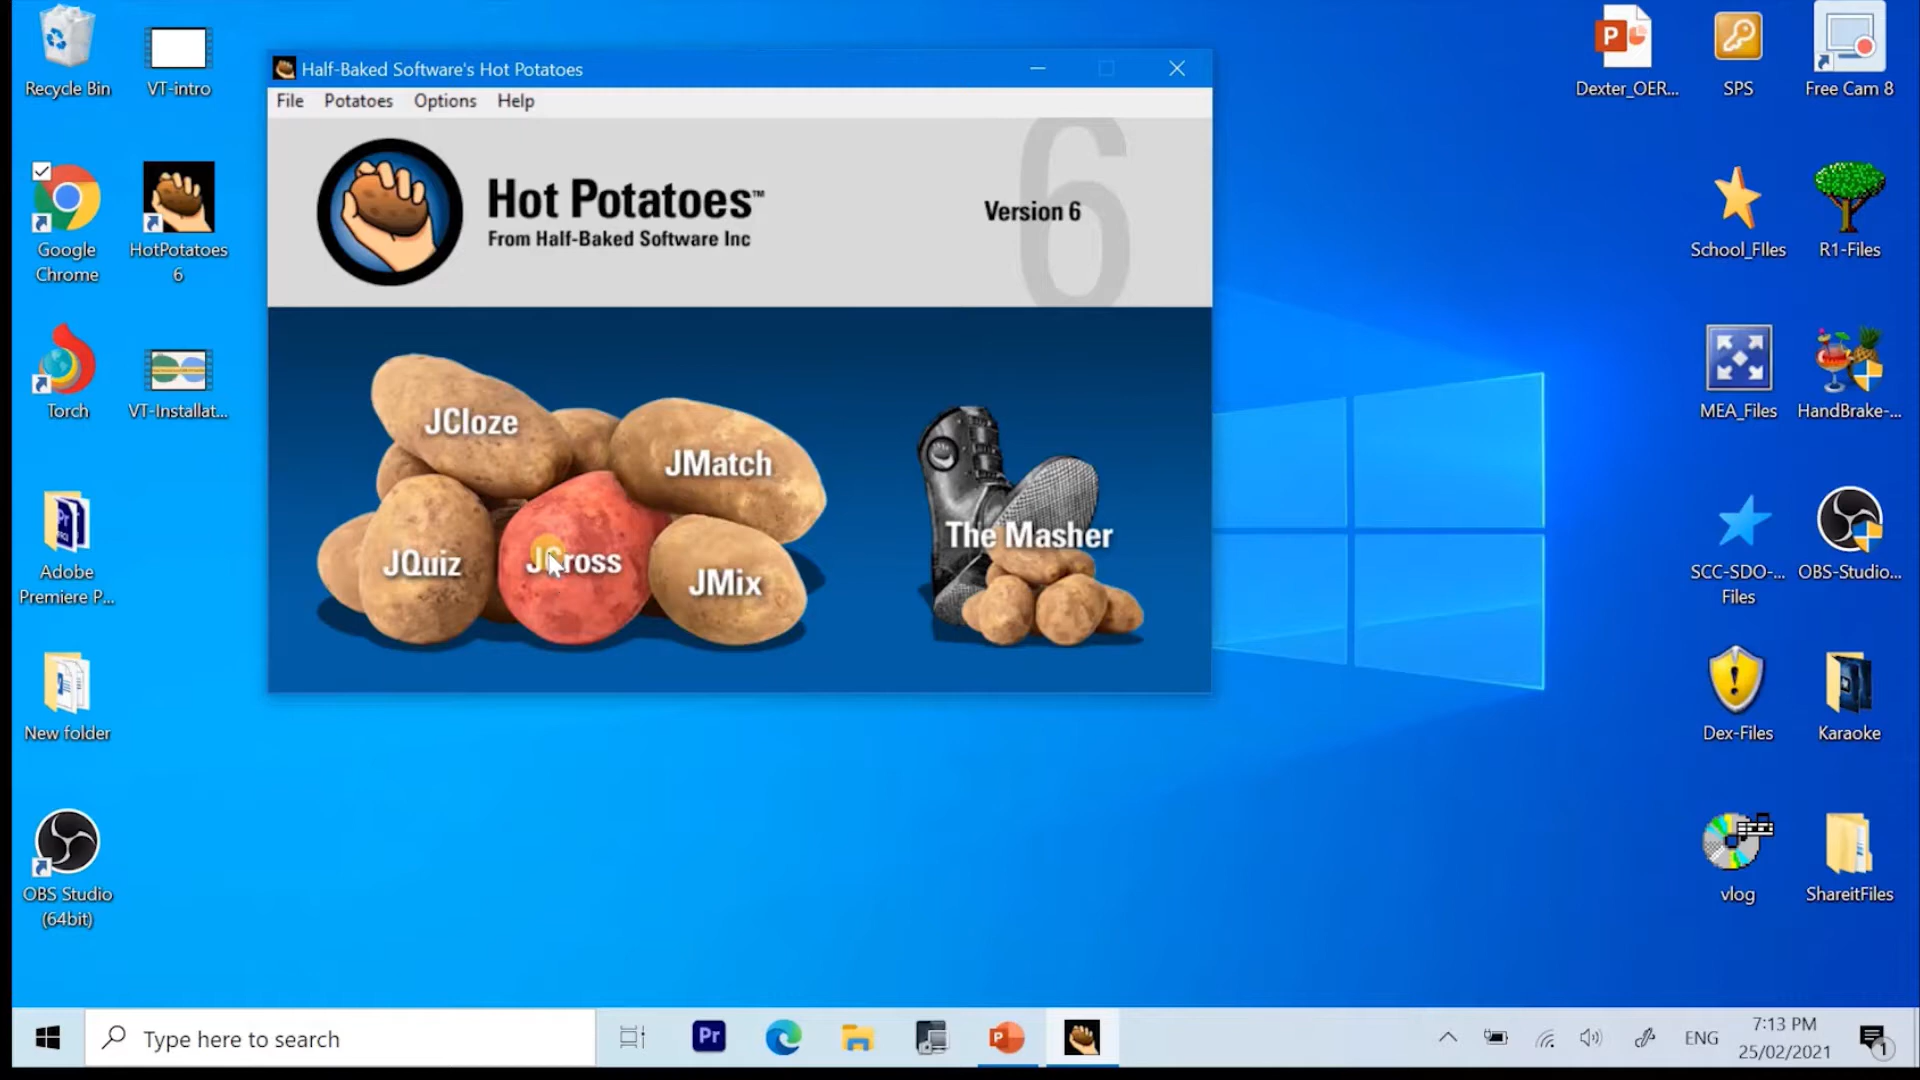 Recycle Bin
VT-intro
Google
Chrome
HotPotatoes
6
Torch
VT-Installat...
Adobe
Premiere P...
New folder
OBS Studio
(64bit)
Half-Baked Software's Hot Potatoes
File Potatoes Options Help
Hot Potatoes™
From Half-Baked Software Inc
6
Version 6
JCloze
JMatch
JQuiz
JCross
JMix
The Masher
Dexter_OER...
SPS
Free Cam 8
School_FIles
R1-Files
MEA_Files
HandBrake-...
SCC-SDO-...
Files
OBS-Studio...
Dex-Files
Karaoke
vlog
ShareitFiles
Type here to search
Pr
ENG
7:13 PM
25/02/2021
1